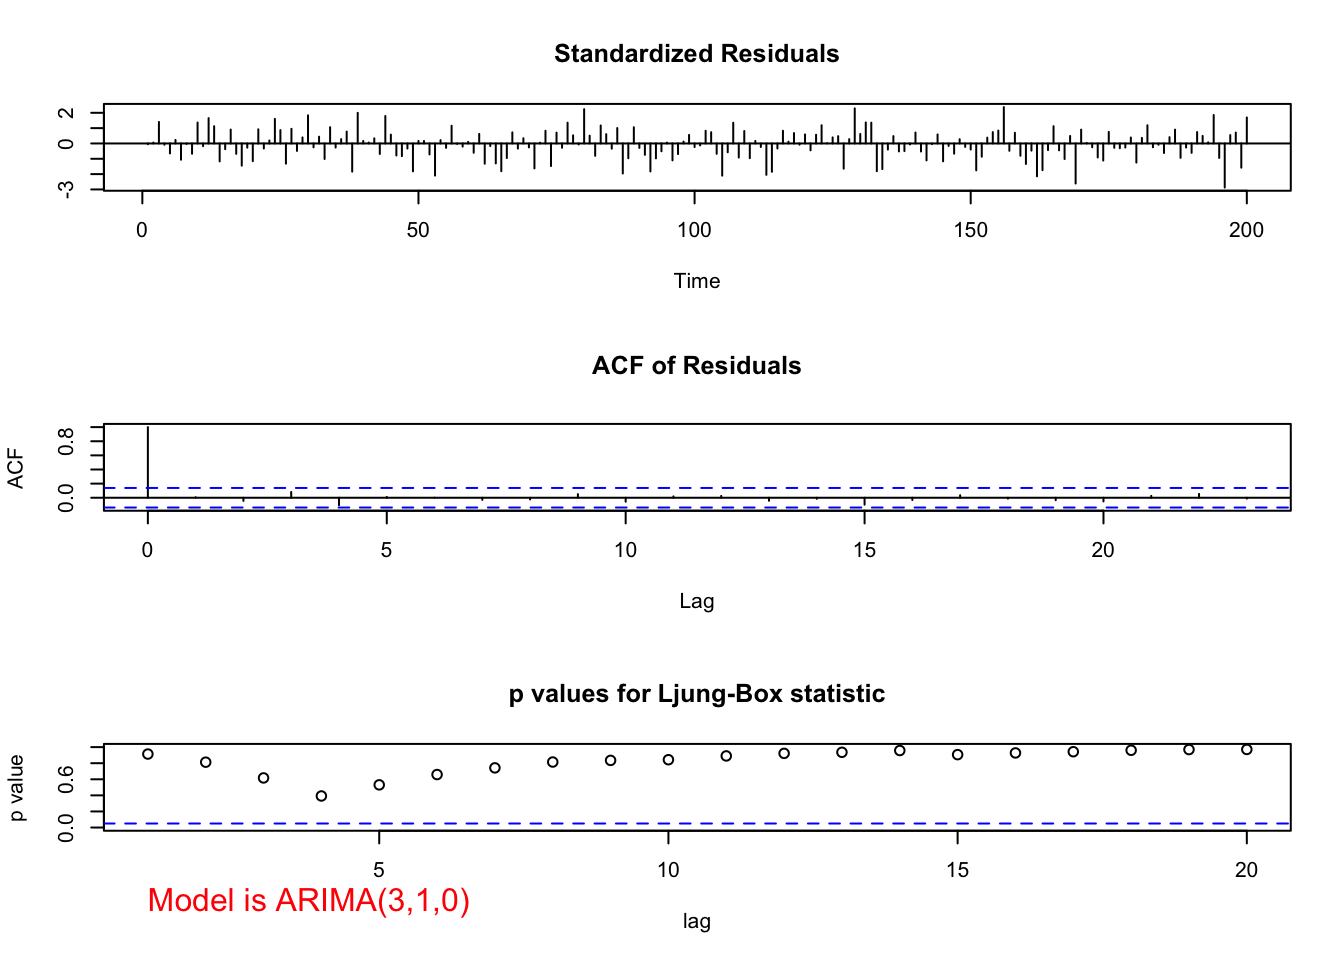 Standardized Residuals
2
0
-3
0 50 100 150 200
Time
ACF of Residuals
ACF
0.8
0.0
0 5 10 15 20
Lag
p values for Ljung-Box statistic
p value
0.6
0.0
5 10 15 20
Model is ARIMA(3,1,0)
lag